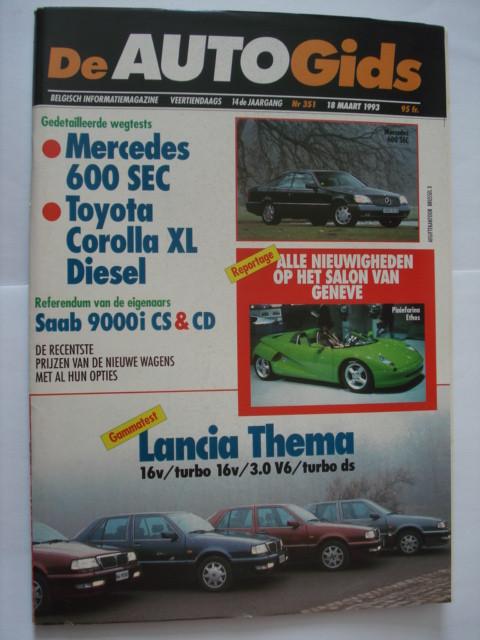 De AUTOGids
BELGISCH INFORMATIEMAGAZINE VEERTIENDAAGS 14de JAARGANG Nr 351 18 MAART 1993 95 fr.
Gedetailleerde wegtests
Mercedes
600 SEC
Toyota
Corolla XL
Diesel
Referendum van de eigenaars
Saab 9000i CS & CD
DE RECENTSTE
PRIJZEN VAN DE NIEUWE WAGENS
MET AL HUN OPTIES
Mercedes
600 SEC
AFGIFTEKANTOOR BRUSSEL X
Reportage
ALLE NIEUWIGHEDEN
OP HET SALON VAN
GENEVE
Pininfarina
Ethos
Gammatest
Lancia Thema
16v/turbo 16v/3.0 V6/turbo ds